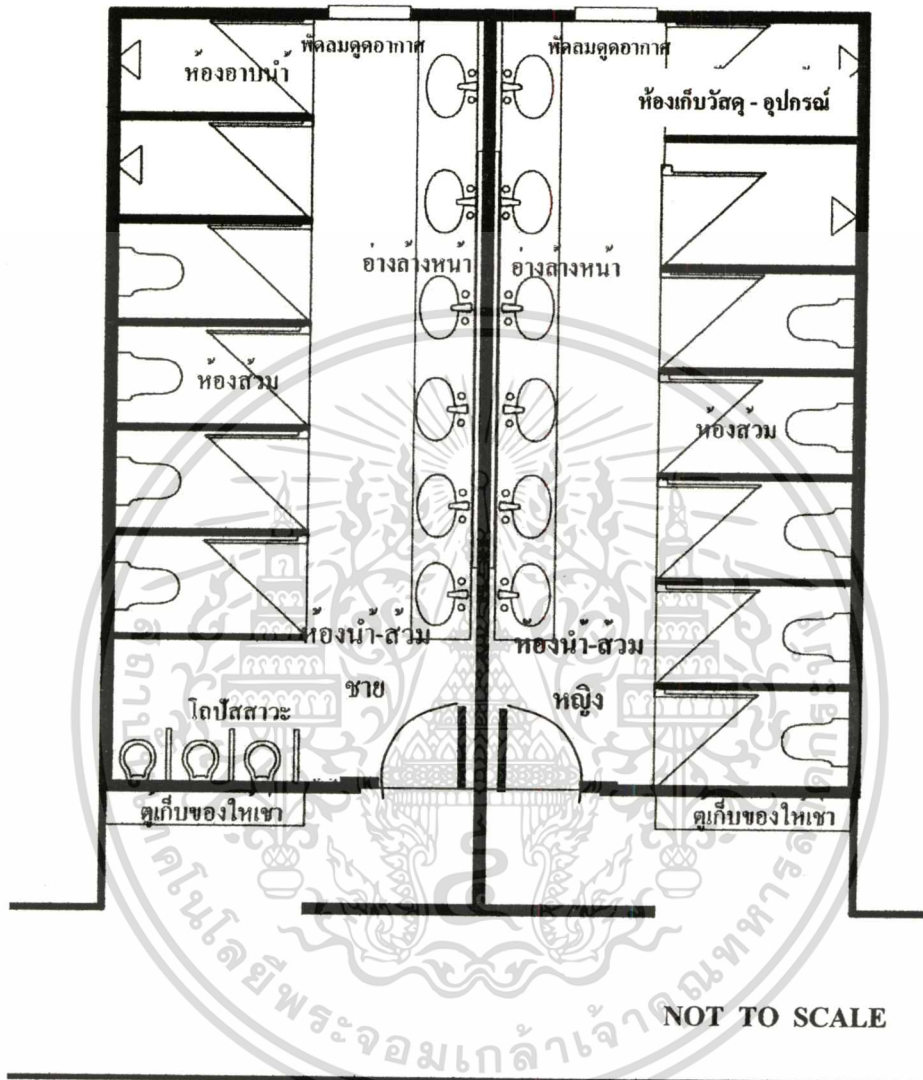 พัดลมดูดอากาศ
พัดลมดูดอากาศ
ห้องอาบน้ำ
ห้องเก็บวัสดุ - อุปกรณ์
อ่างล้างหน้า
อ่างล้างหน้า
ห้องส้วม
ห้องส้วม
ห้องน้ำ-ส้วม
ชาย
ห้องน้ำ-ส้วม
หญิง
โถปัสสาวะ
ตู้เก็บของให้เช่า
ตู้เก็บของให้เช่า
NOT TO SCALE